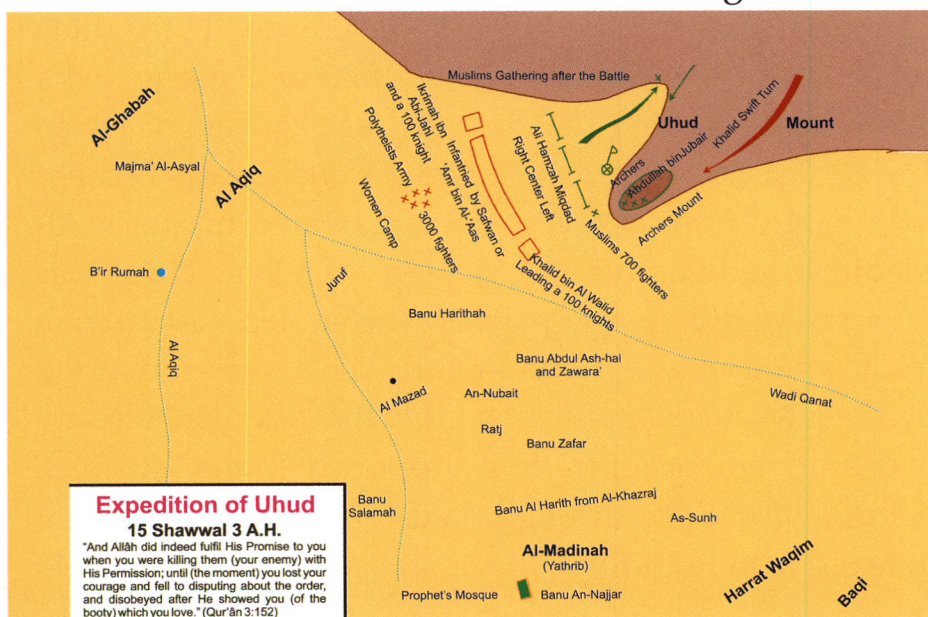 Muslims Gathering after the Battle
Al-Ghabah
Majma' Al-Asyal
Al Aqiq
B'ir Rumah
Al Aqiq
Juruf
Ikrimah ibn
Abi-Jahl
and a 100 knight
Infantried by Safwan or
'Amr bin Al-'Aas
Polytheists Army
3000 fighters
Women Camp
Ali Hamzah Miqdad
Right Center Left
Muslims 700 fighters
Khalid bin Al Walid
Leading a 100 knights
Uhud
Mount
Khalid Swift Turn
Archers
Abdullah binJubair
Archers Mount
Banu Harithah
Banu Abdul Ash-hal
and Zawara'
Al Mazad
An-Nubait
Ratj
Banu Zafar
Wadi Qanat
Banu
Salamah
Banu Al Harith from Al-Khazraj
As-Sunh
Al-Madinah
(Yathrib)
Prophet's Mosque
Banu An-Najjar
Harrat Waqim
Baqi
Expedition of Uhud
15 Shawwal 3 A.H.
"And Allâh did indeed fulfil His Promise to you
when you were killing them (your enemy) with
His Permission; until (the moment) you lost your
courage and fell to disputing about the order,
and disobeyed after He showed you (of the
booty) which you love." (Qur'ân 3:152)